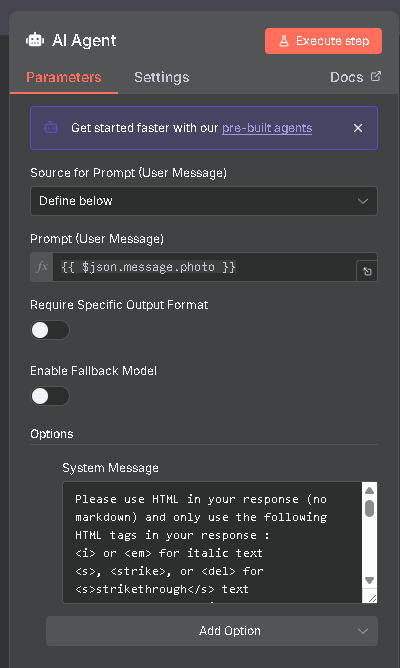 AI Agent
Execute step
Parameters
Settings
Docs
Get started faster with our pre-built agents
Source for Prompt (User Message)
Define below
Prompt (User Message)
fx
{{ $json.message.photo }}
Require Specific Output Format
Enable Fallback Model
Options
System Message
Please use HTML in your response (no
markdown) and only use the following
HTML tags in your response :
<i> or <em> for italic text
<s>, <strike>, or <del> for
<s>strikethrough</s> text
Add Option